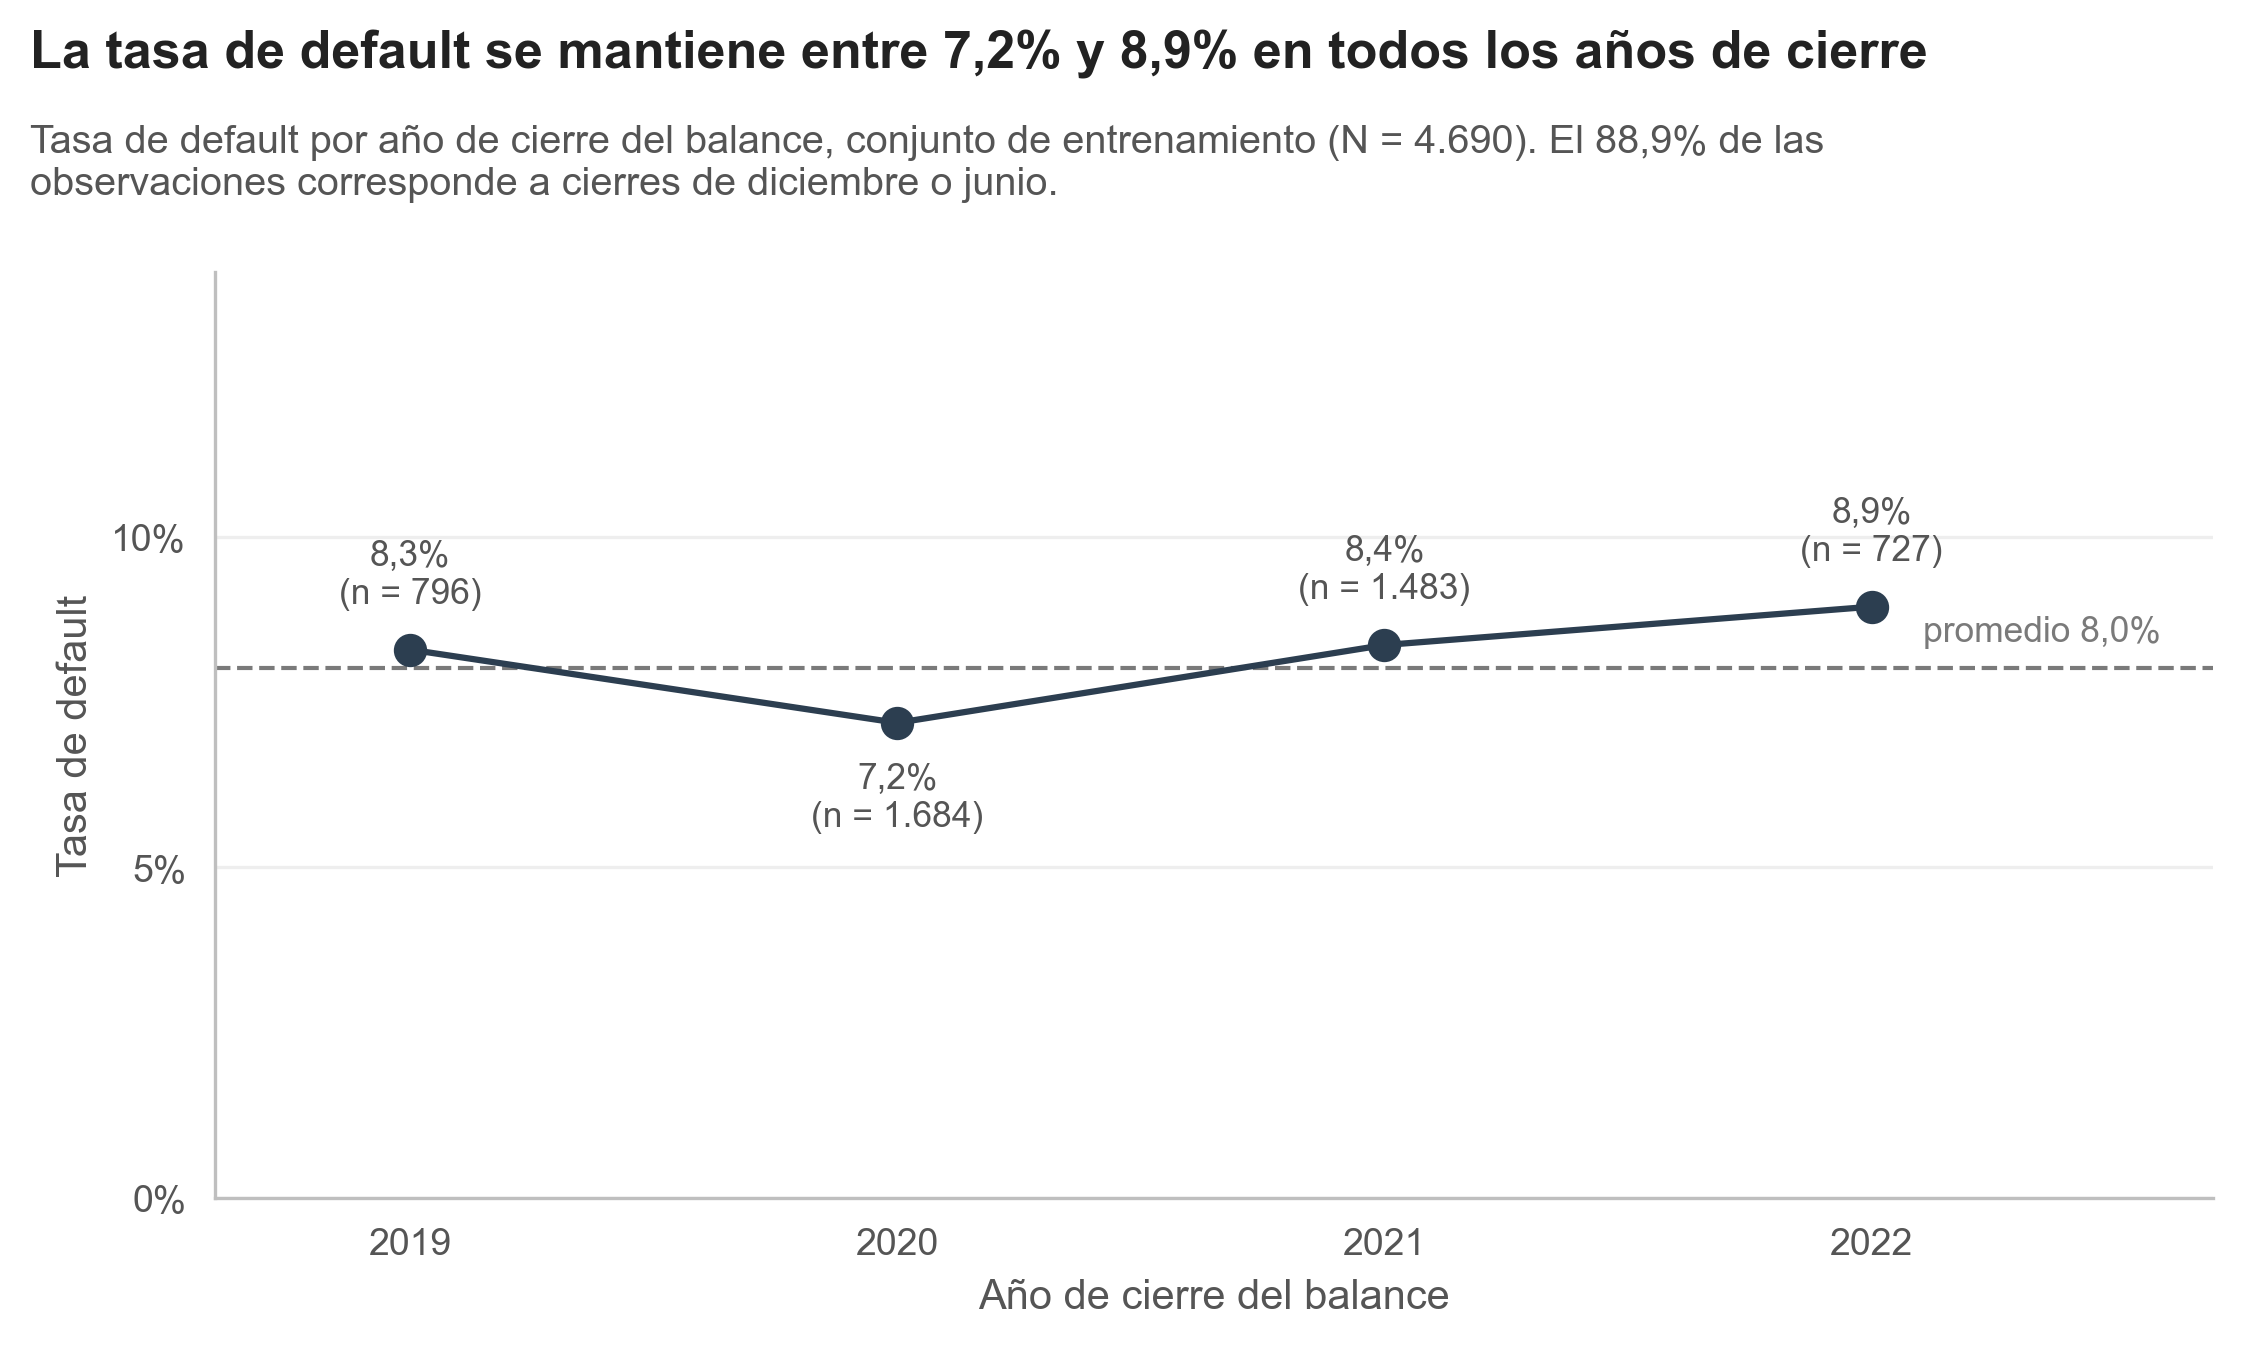 La tasa de default se mantiene entre 7,2% y 8,9% en todos los años de cierre
Tasa de default por año de cierre del balance, conjunto de entrenamiento (N = 4.690). El 88,9% de las
observaciones corresponde a cierres de diciembre o junio.
Tasa de default
10%
5%
0%
8,3%
(n = 796)
7,2%
(n = 1.684)
8,4%
(n = 1.483)
8,9%
(n = 727)
promedio 8,0%
2019
2020
2021
2022
Año de cierre del balance